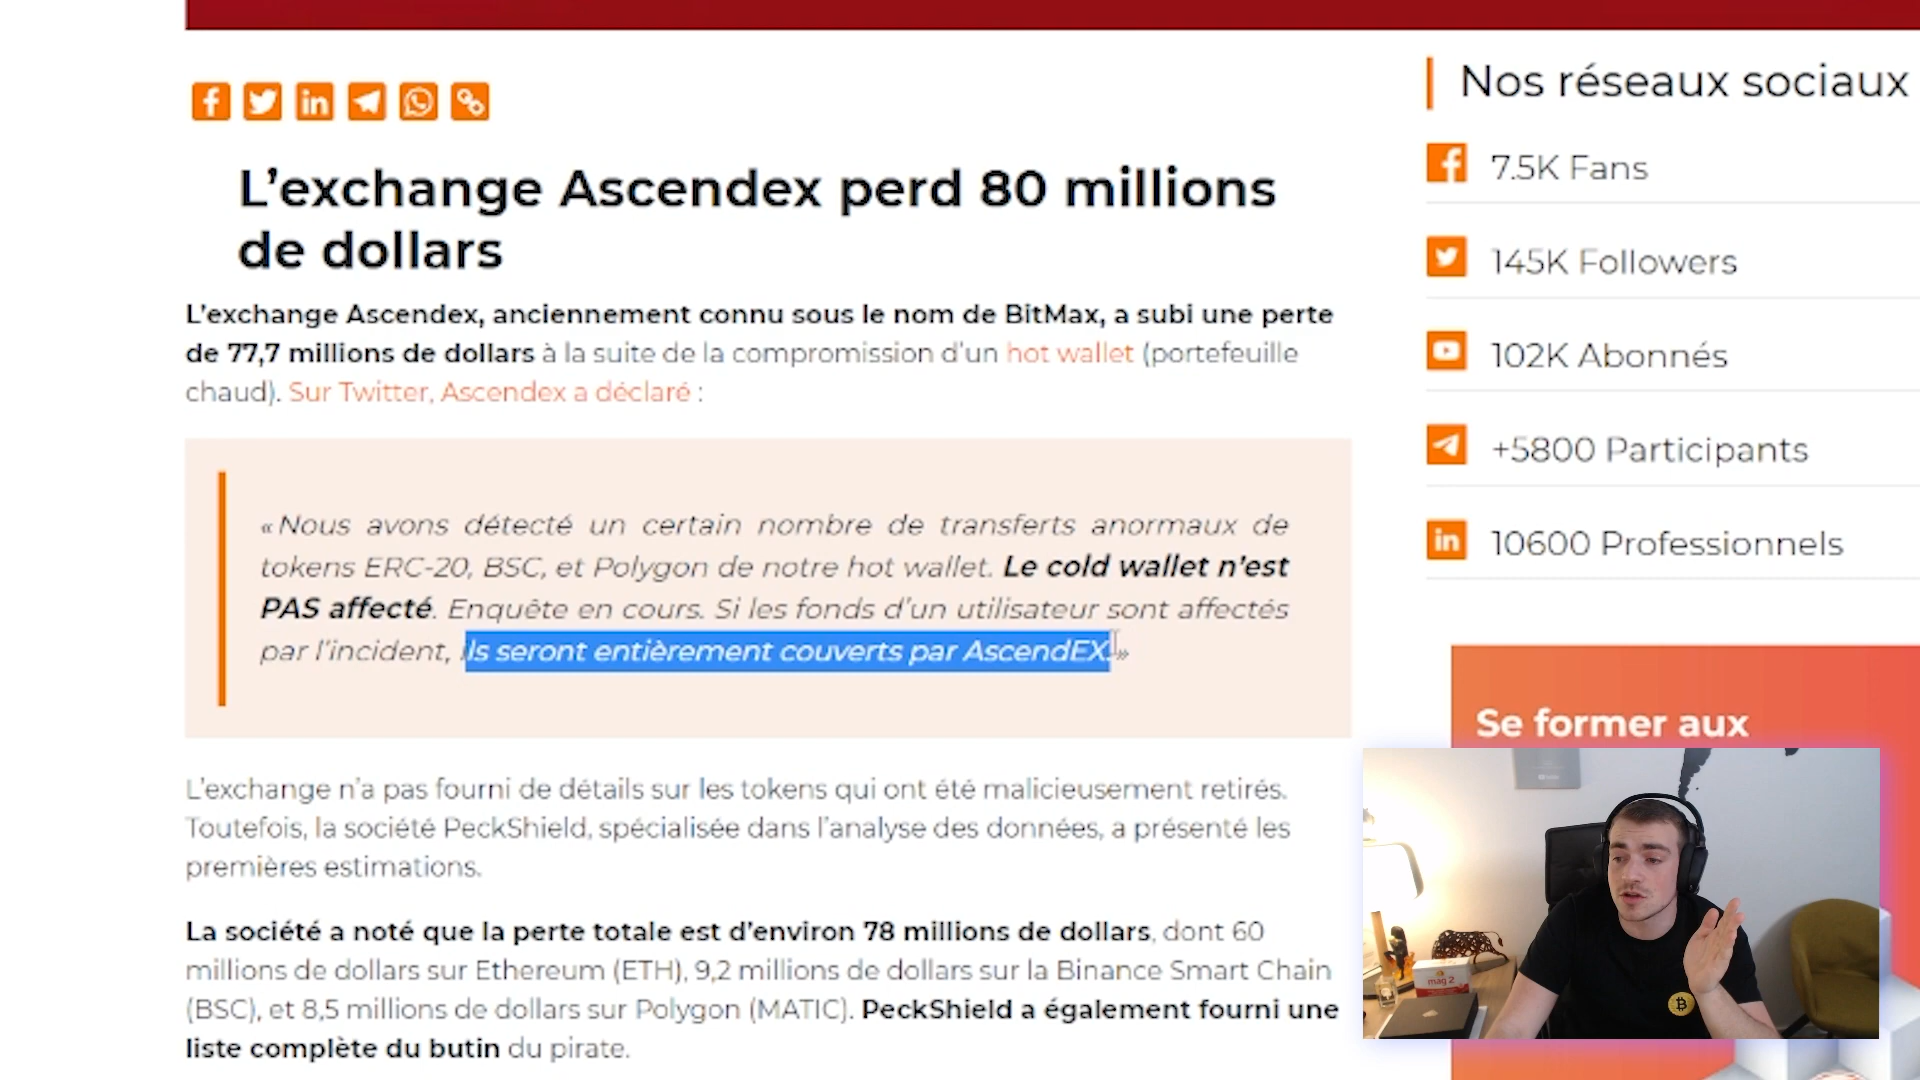 L'exchange Ascendex perd 80 millions
de dollars
L'exchange Ascendex, anciennement connu sous le nom de BitMax, a subi une perte
de 77,7 millions de dollars à la suite de la compromission d'un hot wallet (portefeuille
chaud). Sur Twitter, Ascendex a déclaré :
« Nous avons détecté un certain nombre de transferts anormaux de
tokens ERC-20, BSC, et Polygon de notre hot wallet. Le cold wallet n'est
PAS affecté. Enquête en cours. Si les fonds d'un utilisateur sont affectés
par l'incident, ils seront entièrement couverts par AscendEX. »
L'exchange n'a pas fourni de détails sur les tokens qui ont été malicieusement retirés.
Toutefois, la société PeckShield, spécialisée dans l'analyse des données, a présenté les
premières estimations.
La société a noté que la perte totale est d'environ 78 millions de dollars, dont 60
millions de dollars sur Ethereum (ETH), 9,2 millions de dollars sur la Binance Smart Chain
(BSC), et 8,5 millions de dollars sur Polygon (MATIC). PeckShield a également fourni une
liste complète du butin du pirate.
Nos réseaux sociaux
7.5K Fans
145K Followers
102K Abonnés
+5800 Participants
10600 Professionnels
Se former aux
mag 2